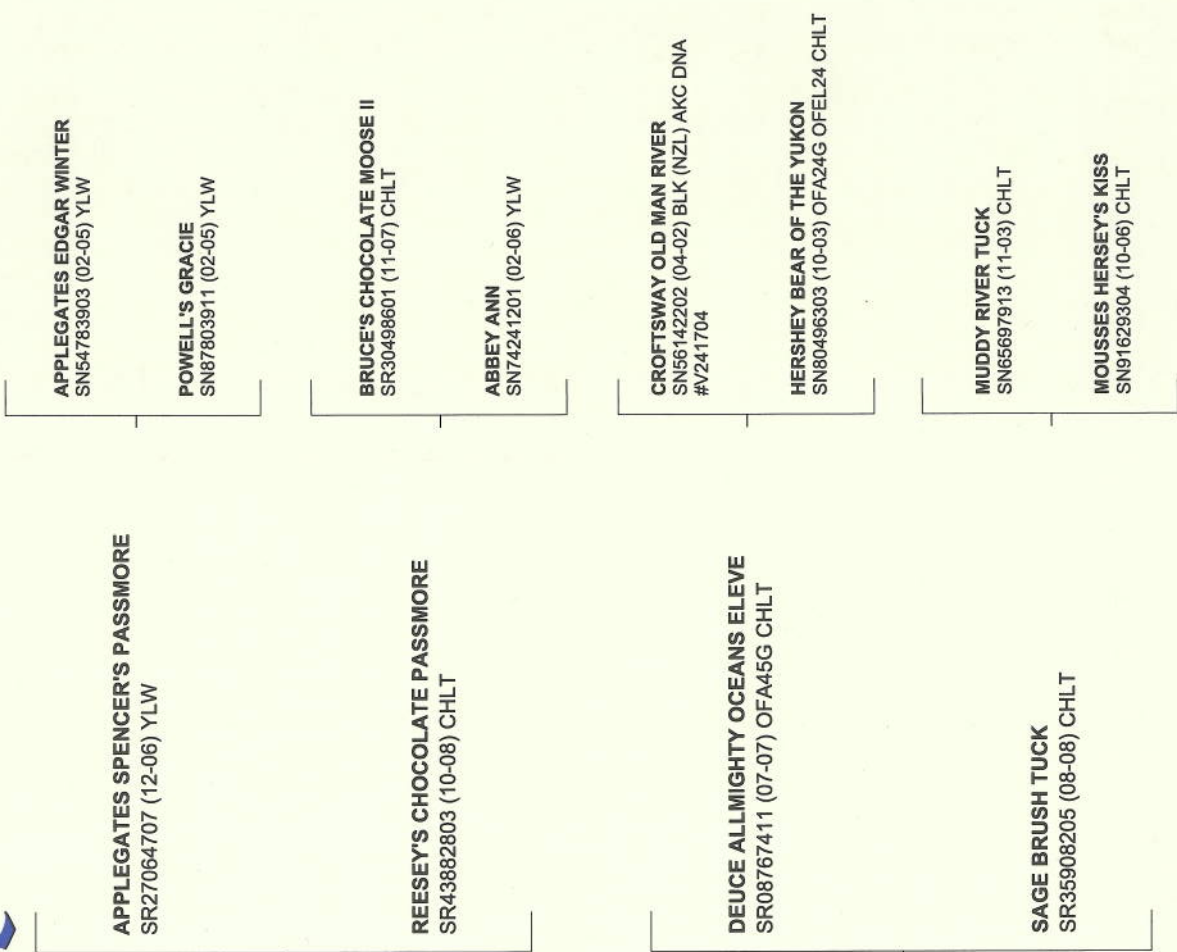 APPLEGATES SPENCER'S PASSMORE
SR27064707 (12-06) YLW
REESEY'S CHOCOLATE PASSMORE
SR43882803 (10-08) CHLT
DEUCE ALLMIGHTY OCEANS ELEVE
SR08767411 (07-07) OFA45G CHLT
SAGE BRUSH TUCK
SR35908205 (08-08) CHLT
APPLEGATES EDGAR WINTER
SN54783903 (02-05) YLW
POWELL'S GRACIE
SN87803911 (02-05) YLW
BRUCE'S CHOCOLATE MOOSE II
SR30498601 (11-07) CHLT
ABBEY ANN
SN74241201 (02-06) YLW
CROFTSWAY OLD MAN RIVER
SN56142202 (04-02) BLK (NZL) AKC DNA
#V241704
HERSHEY BEAR OF THE YUKON
SN80496303 (10-03) OFA24G OFEL24 CHLT
MUDDY RIVER TUCK
SN65697913 (11-03) CHLT
MOUSSES HERSEY'S KISS
SN91629304 (10-06) CHLT